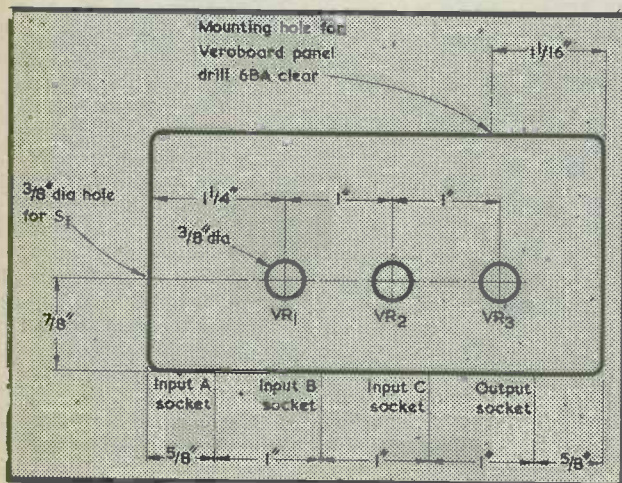 Mounting hole for
Veroboard panel
drill 6BA clear
1 1/16"
3/8" dia hole
for S1
1 1/4"
1"
1"
3/8" dia
7/8"
VR1
VR2
VR3
Input A
socket
Input B
socket
Input C
socket
Output
socket
5/8"
1"
1"
1"
5/8"